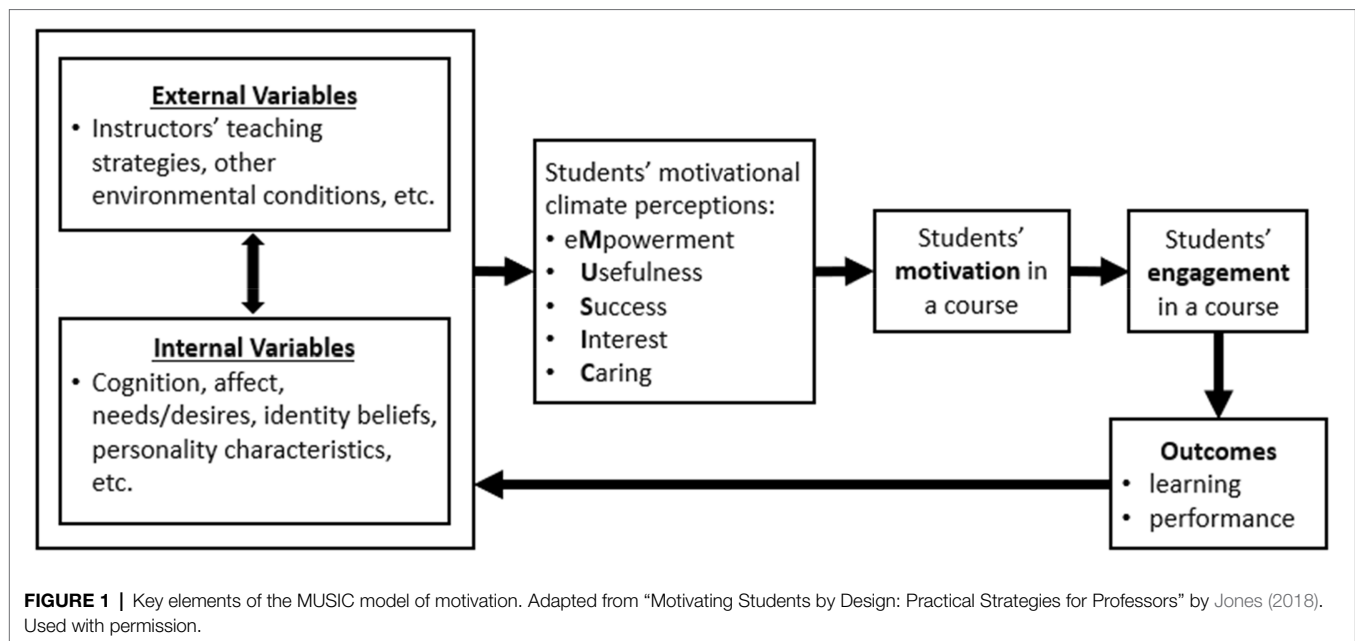 External Variables
• Instructors' teaching
strategies, other
environmental conditions, etc.
Internal Variables
• Cognition, affect,
needs/desires, identity beliefs,
personality characteristics,
etc.
Students' motivational
climate perceptions:
• eMpowerment
• Usefulness
• Success
• Interest
• Caring
Students'
motivation in
a course
Students'
engagement
in a course
Outcomes
• learning
• performance
FIGURE 1 | Key elements of the MUSIC model of motivation. Adapted from “Motivating Students by Design: Practical Strategies for Professors” by Jones (2018).
Used with permission.